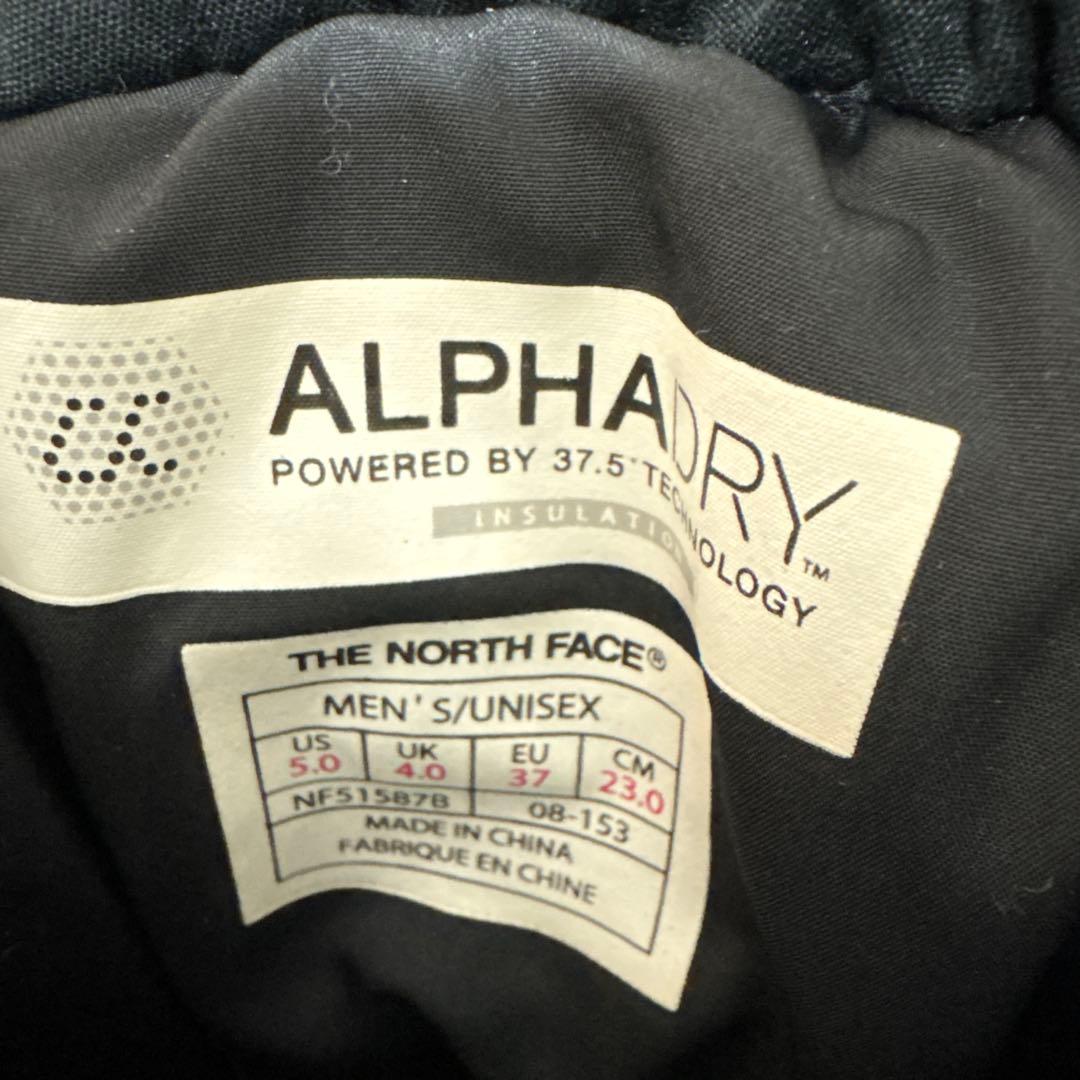 α
ALPHADRY™
POWERED BY 37.5° TECHNOLOGY
INSULATION
THE NORTH FACE®
MEN'S/UNISEX
US UK EU CM
5.0 4.0 37 23.0
NF51587B 08-153
MADE IN CHINA
FABRIQUE EN CHINE